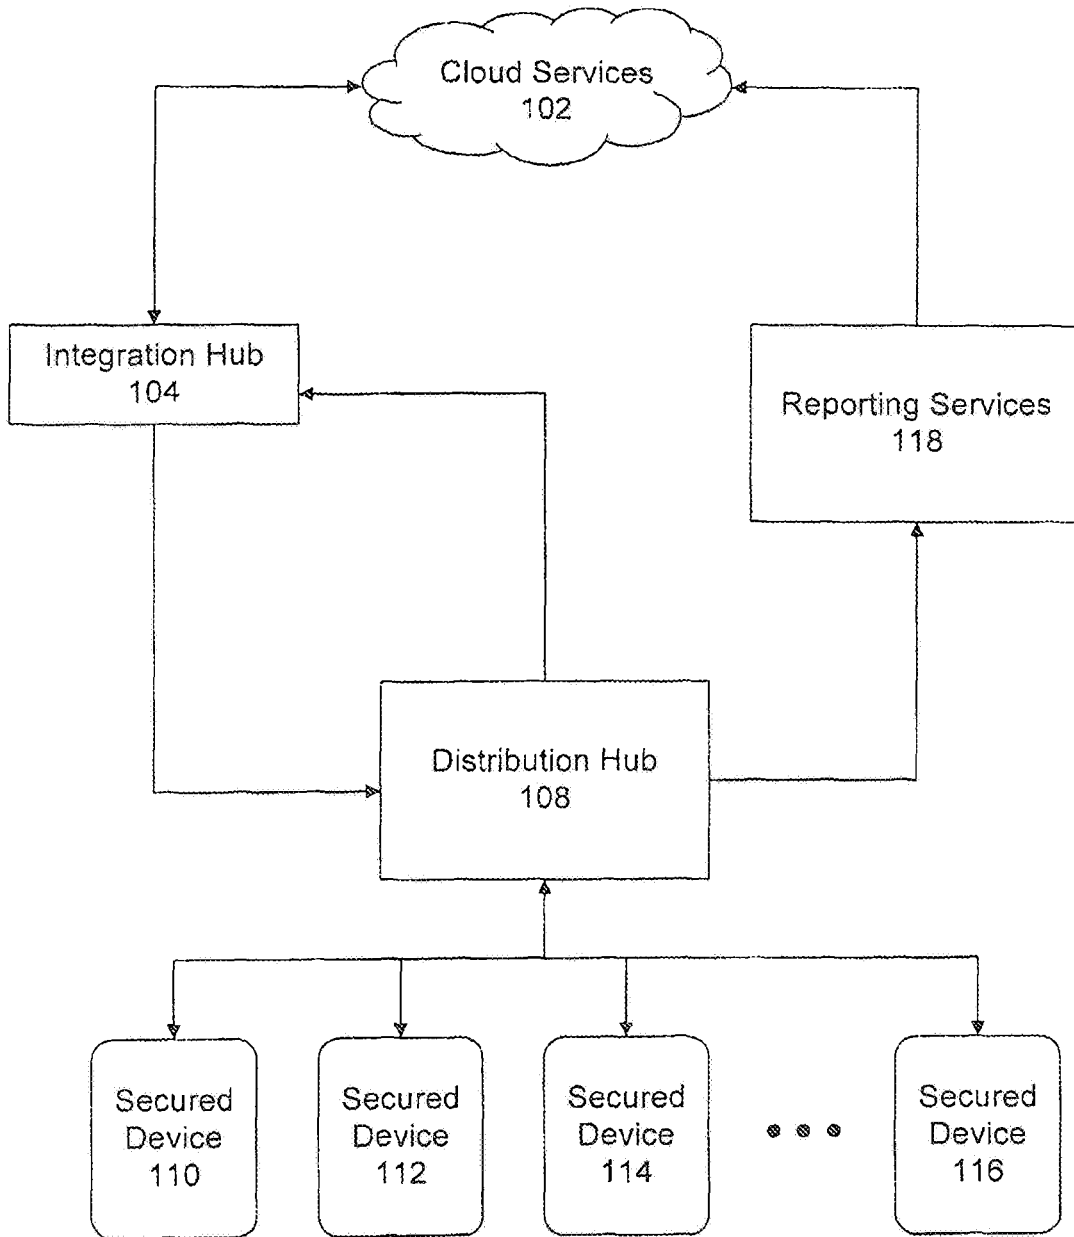 Cloud Services
102
Integration Hub
104
Reporting Services
118
Distribution Hub
108
Secured
Device
110
Secured
Device
112
Secured
Device
114
Secured
Device
116